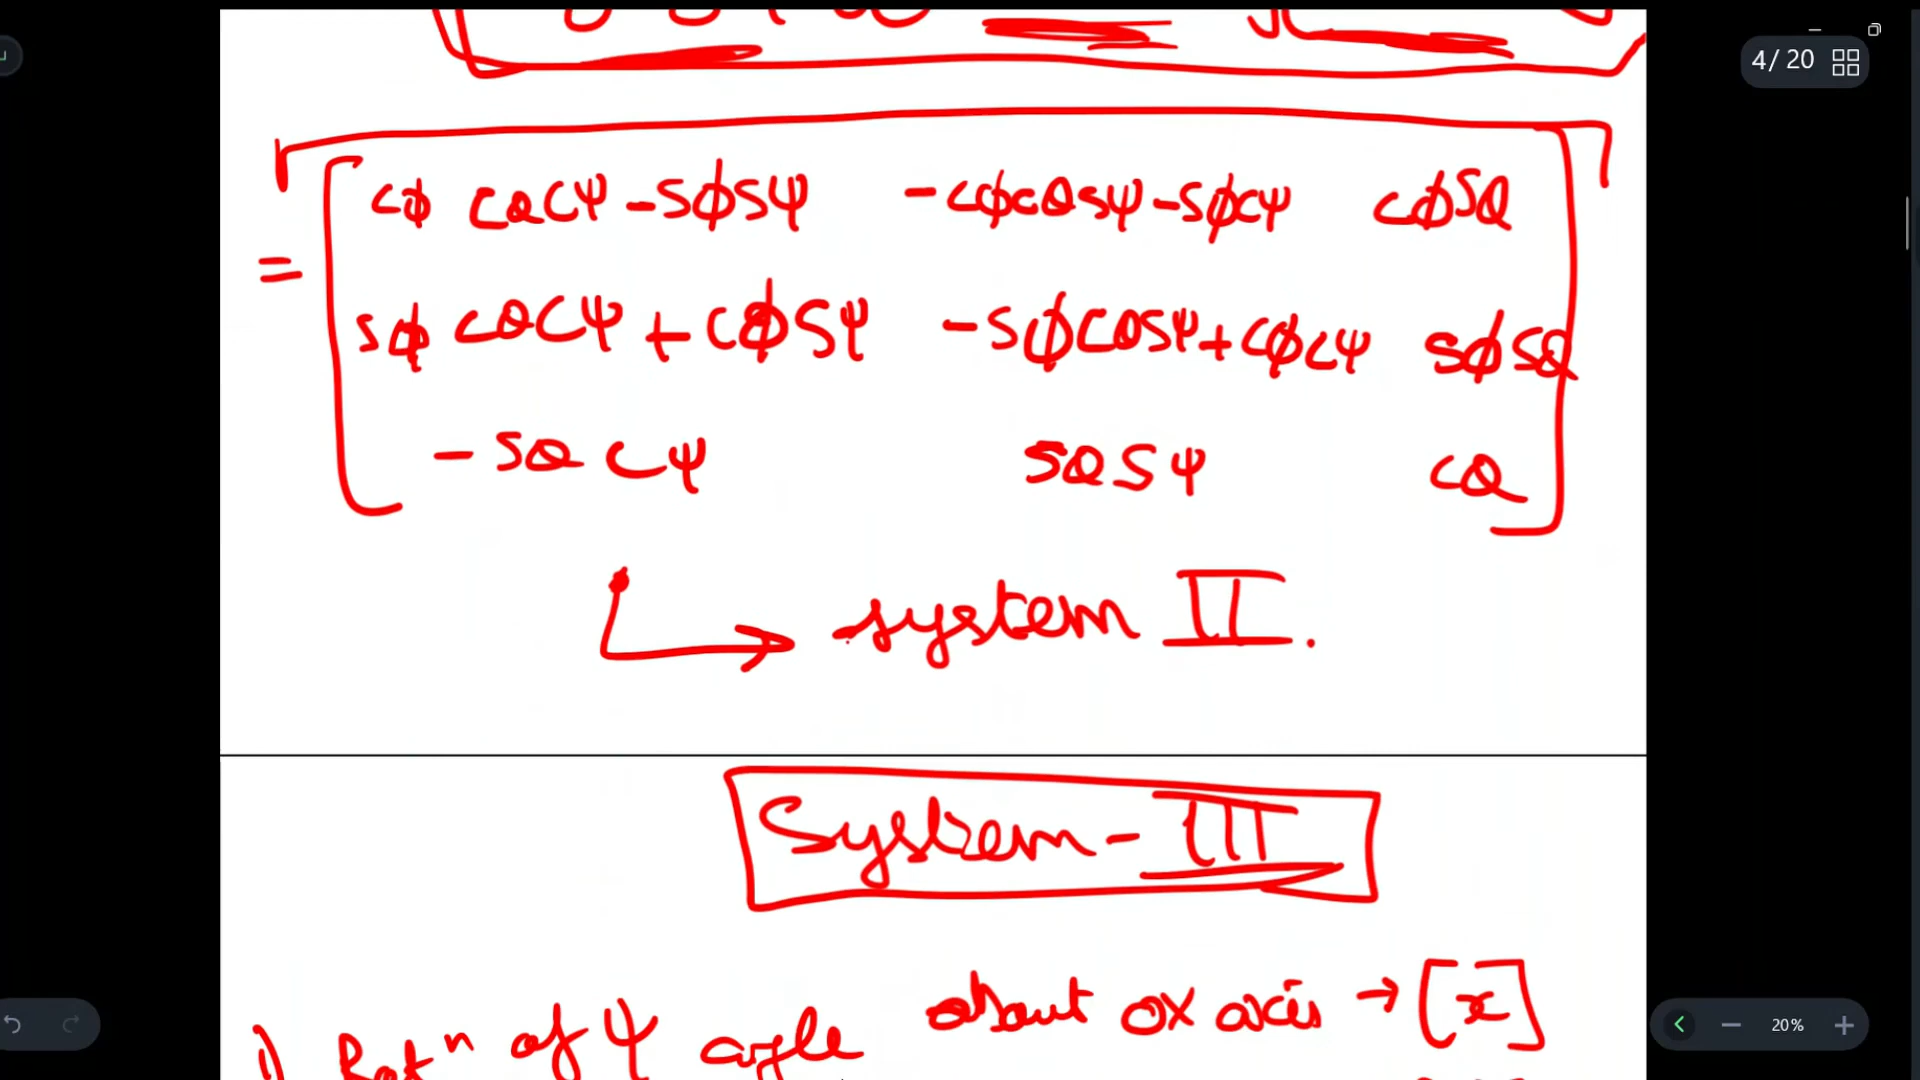 4/ 20
= [ Cϕ CθCψ - SϕSψ   - CϕCθSψ - SϕCψ   CϕSθ
Sϕ CθCψ + CϕSψ   - SϕCθSψ + CϕCψ   SϕSθ
- Sθ Cψ   SθSψ   Cθ ]
→ system II.
System - III
about OX axis → [x]
1) Rotⁿ of ψ angle
20%